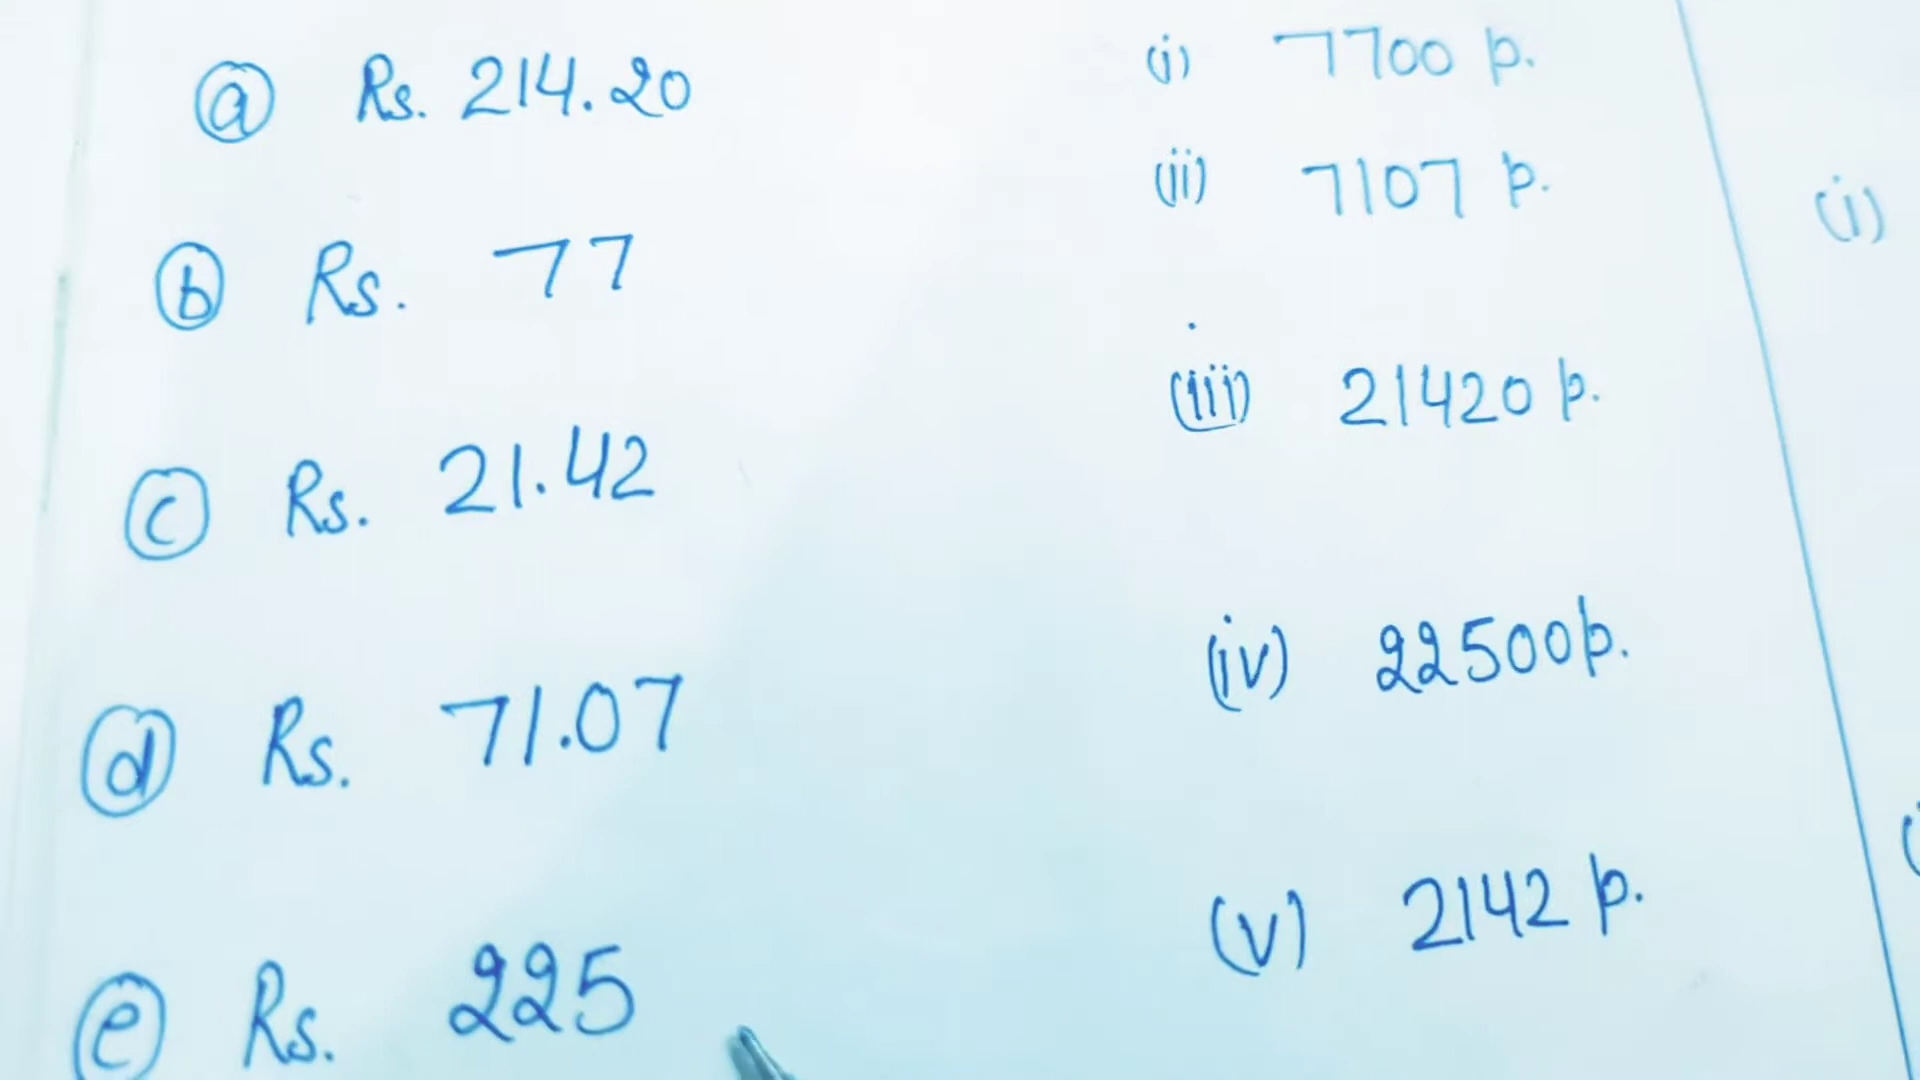 (a) Rs. 214.20 (i) 7700 p.
(ii) 7107 p. (i)
(b) Rs. 77
(iii) 21420 p.
(c) Rs. 21.42
(iv) 22500 p.
(d) Rs. 71.07
(v) 2142 p.
(e) Rs. 225